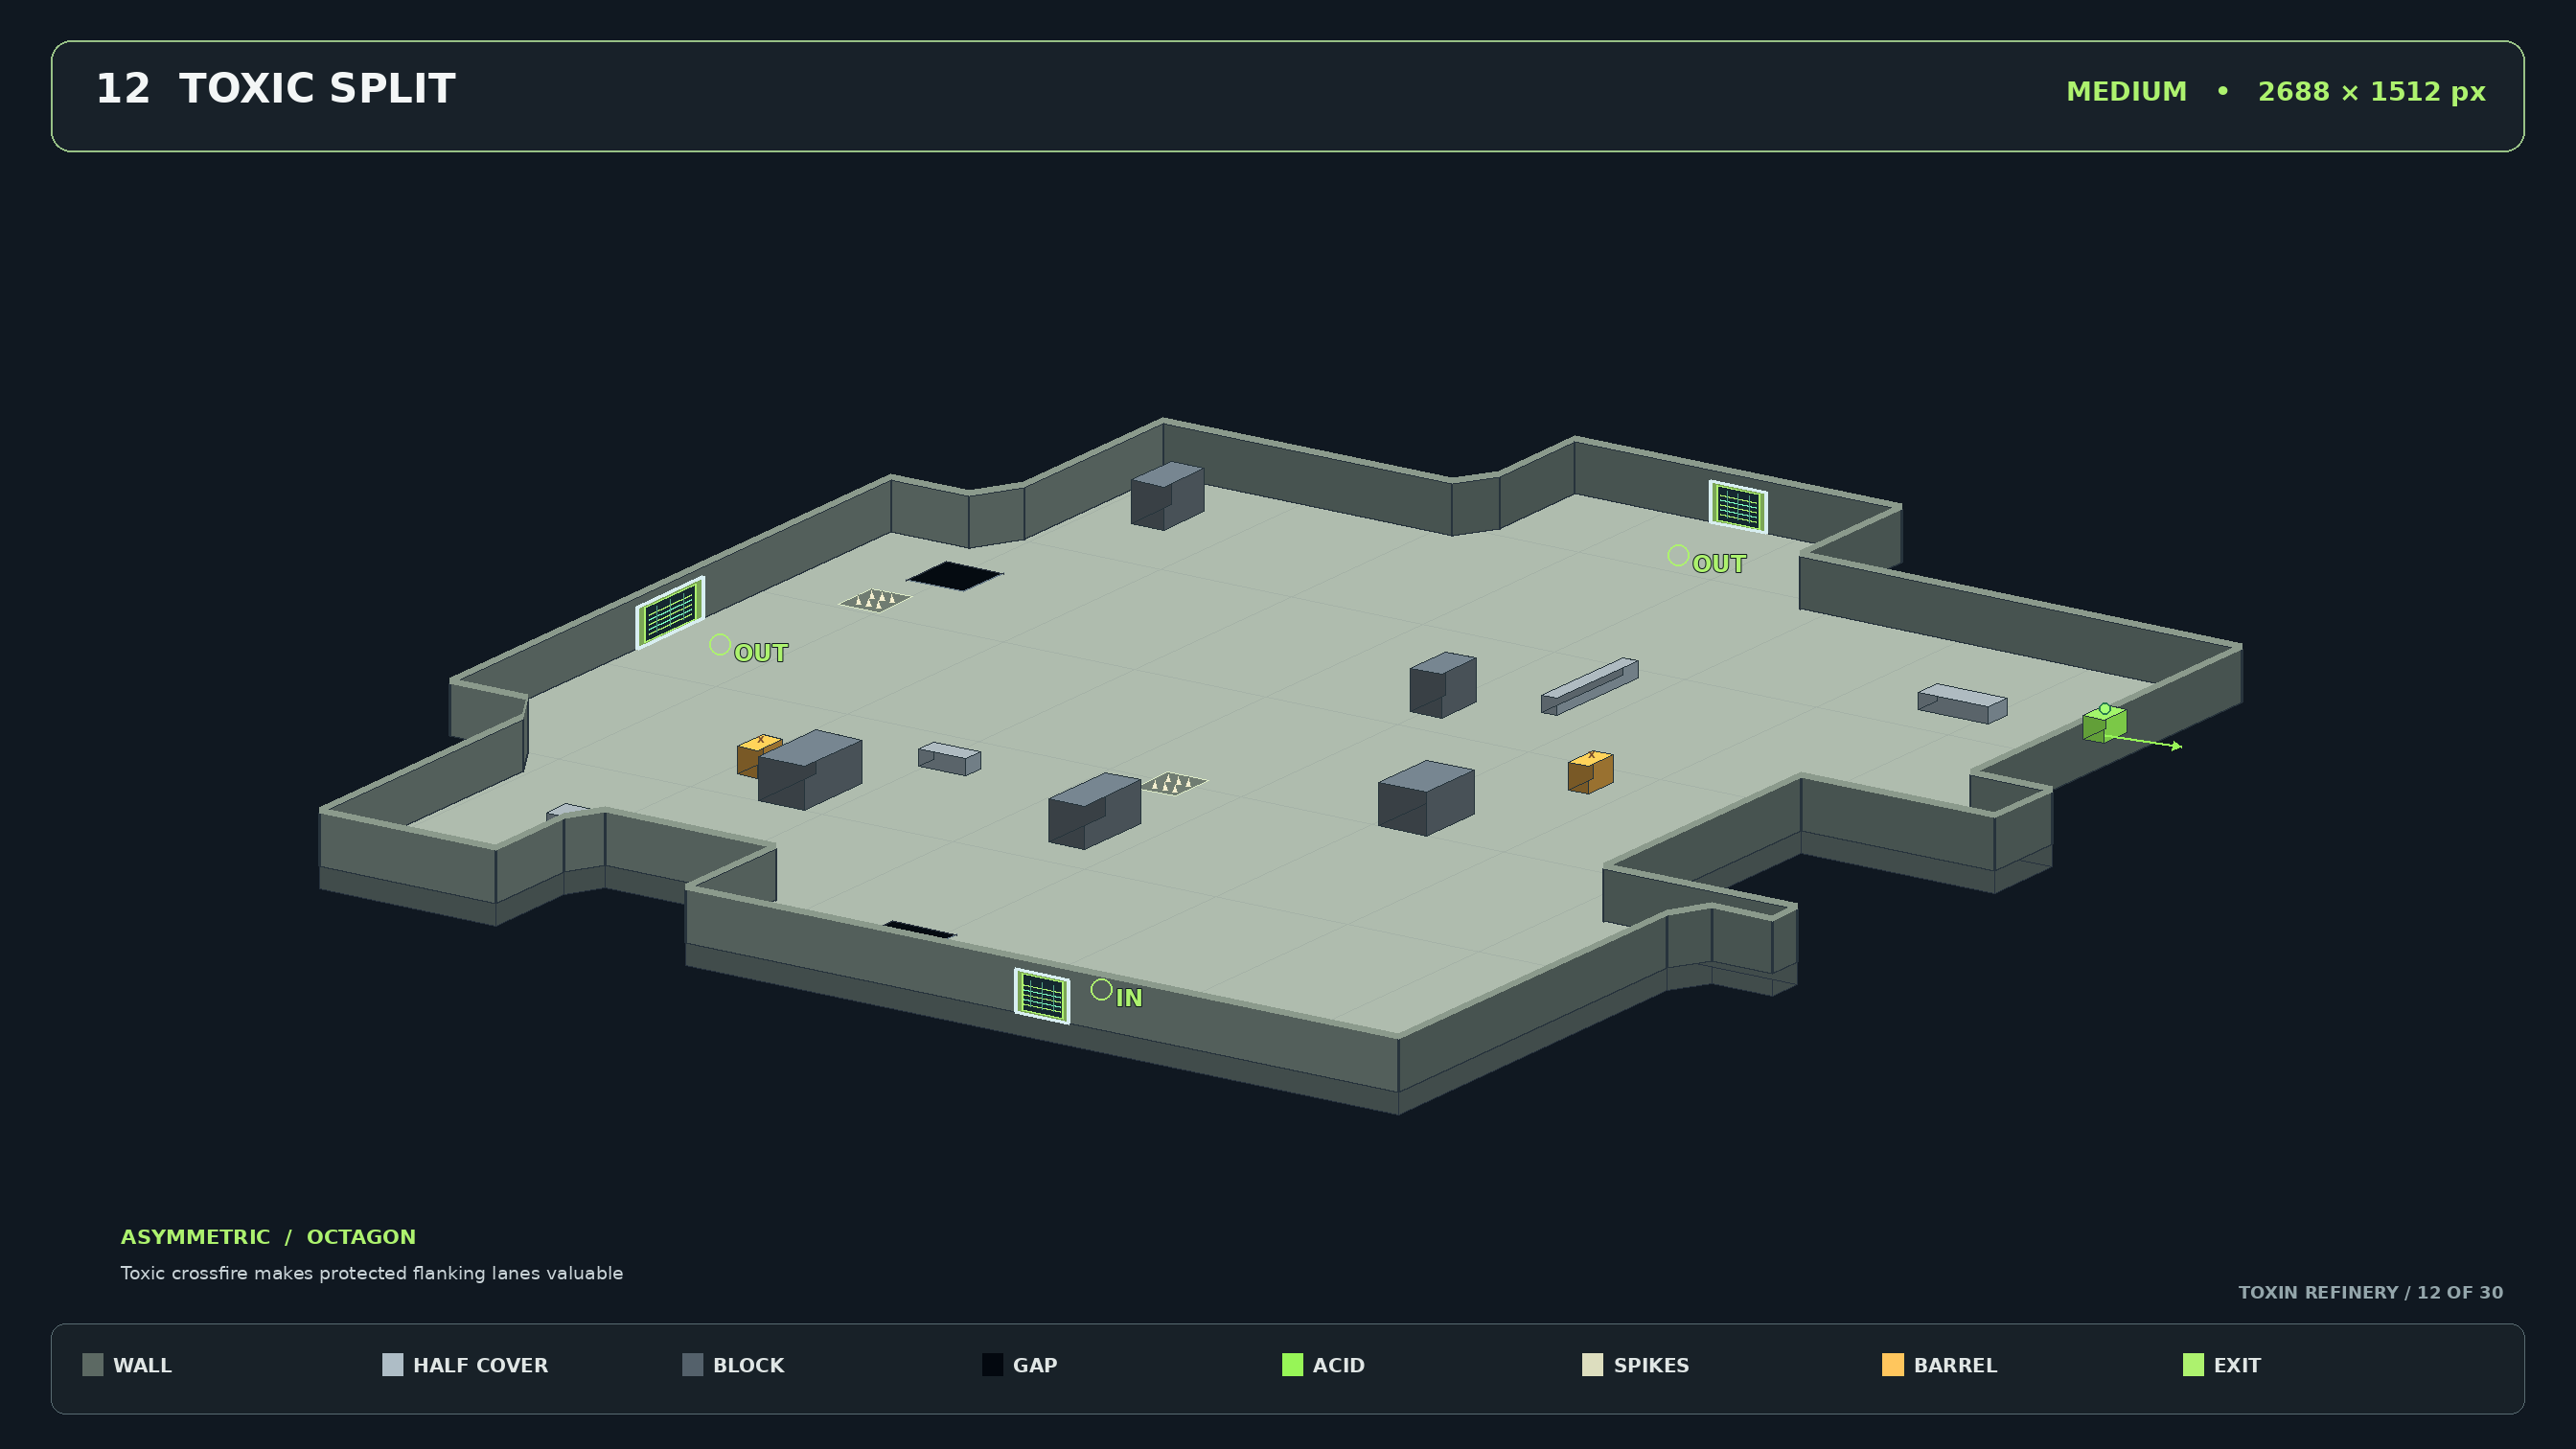 12 TOXIC SPLIT
MEDIUM • 2688 × 1512 px
OUT
OUT
x
x
IN
ASYMMETRIC / OCTAGON
Toxic crossfire makes protected flanking lanes valuable
TOXIN REFINERY / 12 OF 30
WALL
HALF COVER
BLOCK
GAP
ACID
SPIKES
BARREL
EXIT